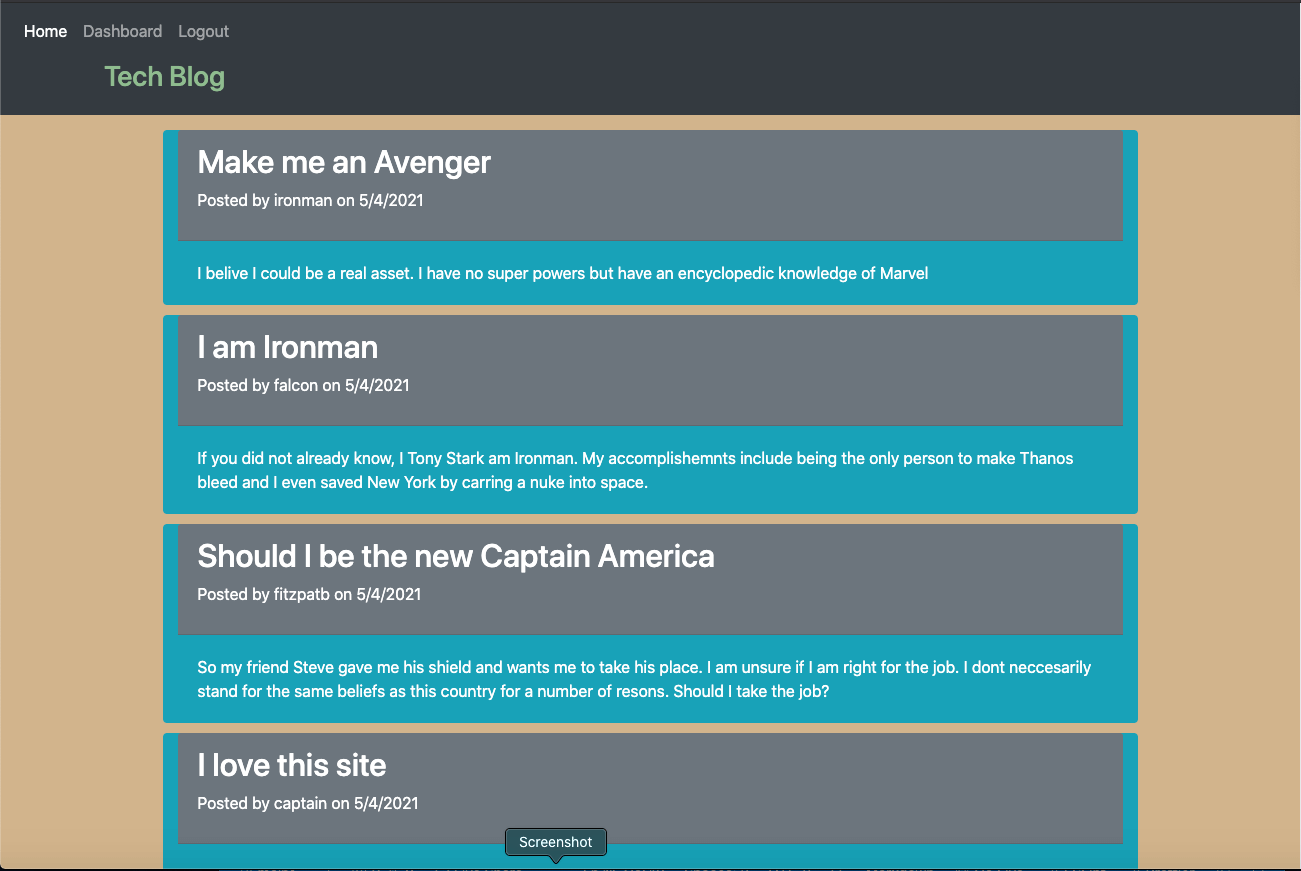 Home Dashboard Logout
Tech Blog
Make me an Avenger
Posted by ironman on 5/4/2021
I belive I could be a real asset. I have no super powers but have an encyclopedic knowledge of Marvel
I am Ironman
Posted by falcon on 5/4/2021
If you did not already know, I Tony Stark am Ironman. My accomplishemnts include being the only person to make Thanos
bleed and I even saved New York by carring a nuke into space.
Should I be the new Captain America
Posted by fitzpatb on 5/4/2021
So my friend Steve gave me his shield and wants me to take his place. I am unsure if I am right for the job. I dont neccesarily
stand for the same beliefs as this country for a number of resons. Should I take the job?
I love this site
Posted by captain on 5/4/2021
Screenshot